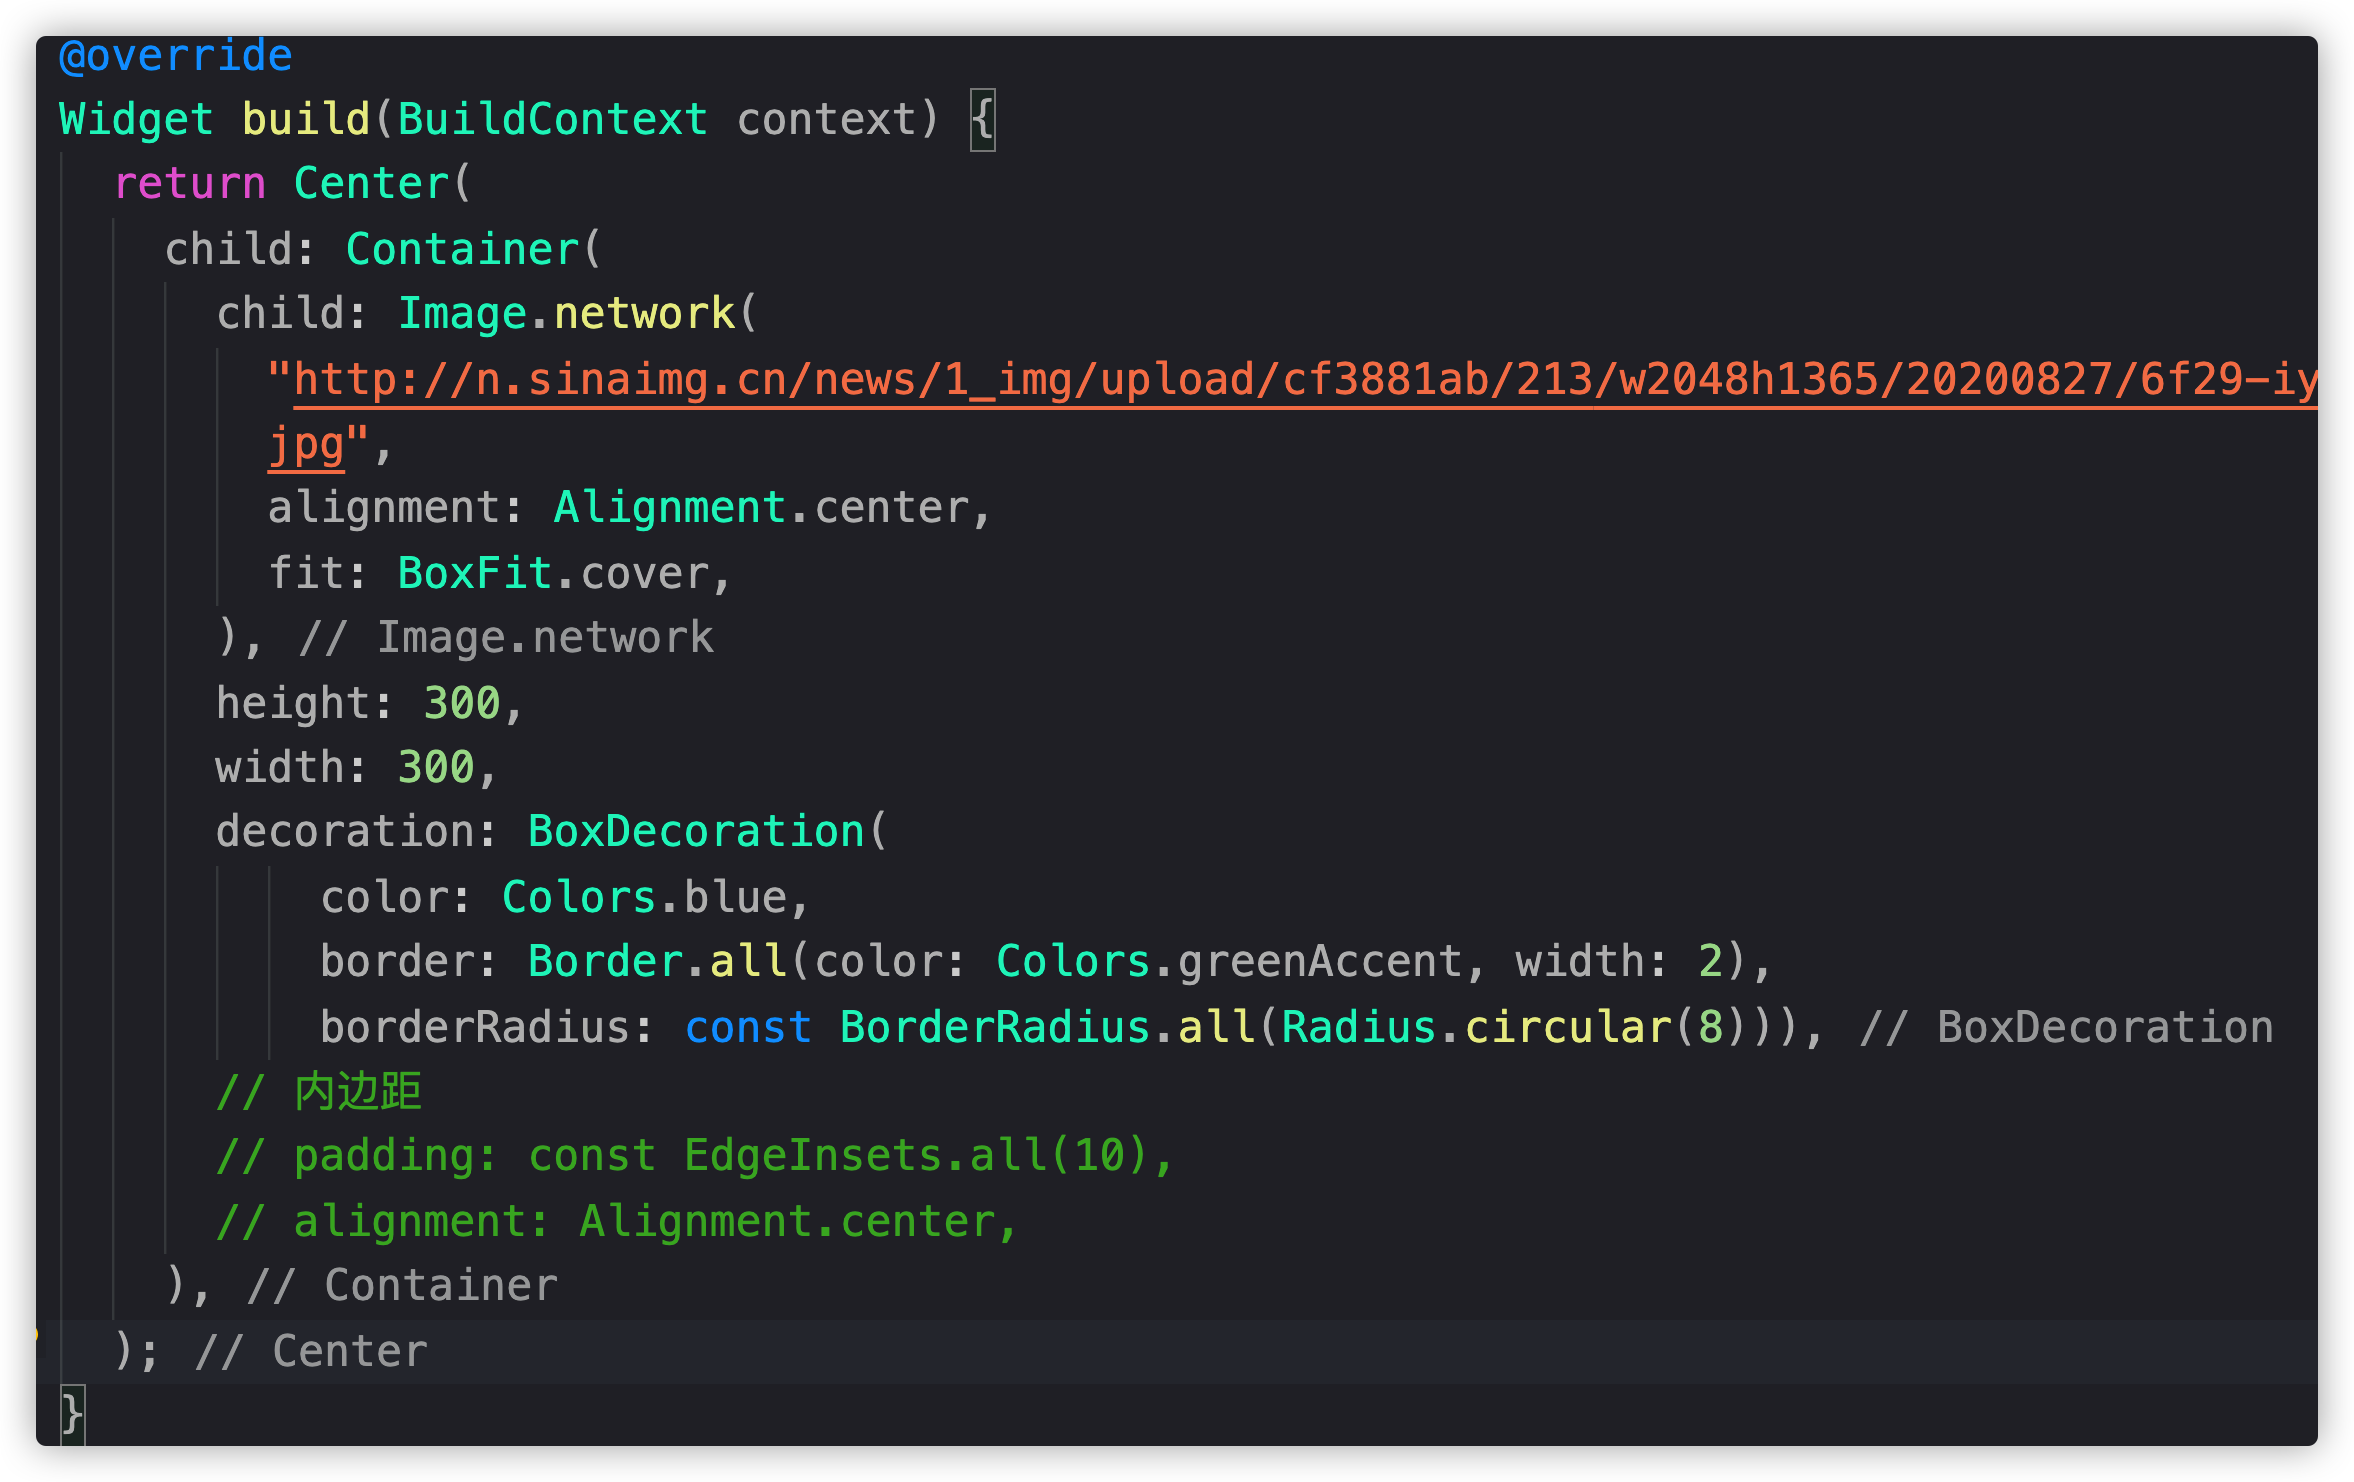 @override
Widget build(BuildContext context) {
  return Center(
    child: Container(
      child: Image.network(
        "http://n.sinaimg.cn/news/1_img/upload/cf3881ab/213/w2048h1365/20200827/6f29-iy
        jpg",
        alignment: Alignment.center,
        fit: BoxFit.cover,
      ), // Image.network
      height: 300,
      width: 300,
      decoration: BoxDecoration(
          color: Colors.blue,
          border: Border.all(color: Colors.greenAccent, width: 2),
          borderRadius: const BorderRadius.all(Radius.circular(8))), // BoxDecoration
      // 内边距
      // padding: const EdgeInsets.all(10),
      // alignment: Alignment.center,
    ), // Container
  ); // Center
}